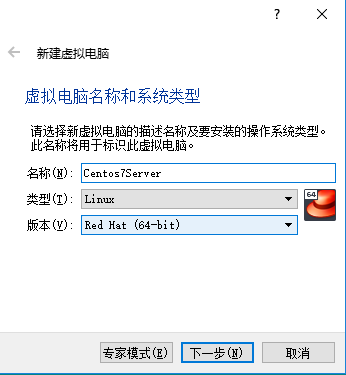 ?
新建虚拟电脑
虚拟电脑名称和系统类型
请选择新虚拟电脑的描述名称及要安装的操作系统类型。
此名称将用于标识此虚拟电脑。
名称(N): Centos7Server
类型(T): Linux
64
版本(V): Red Hat (64-bit)
专家模式(E) 下一步(N) 取消